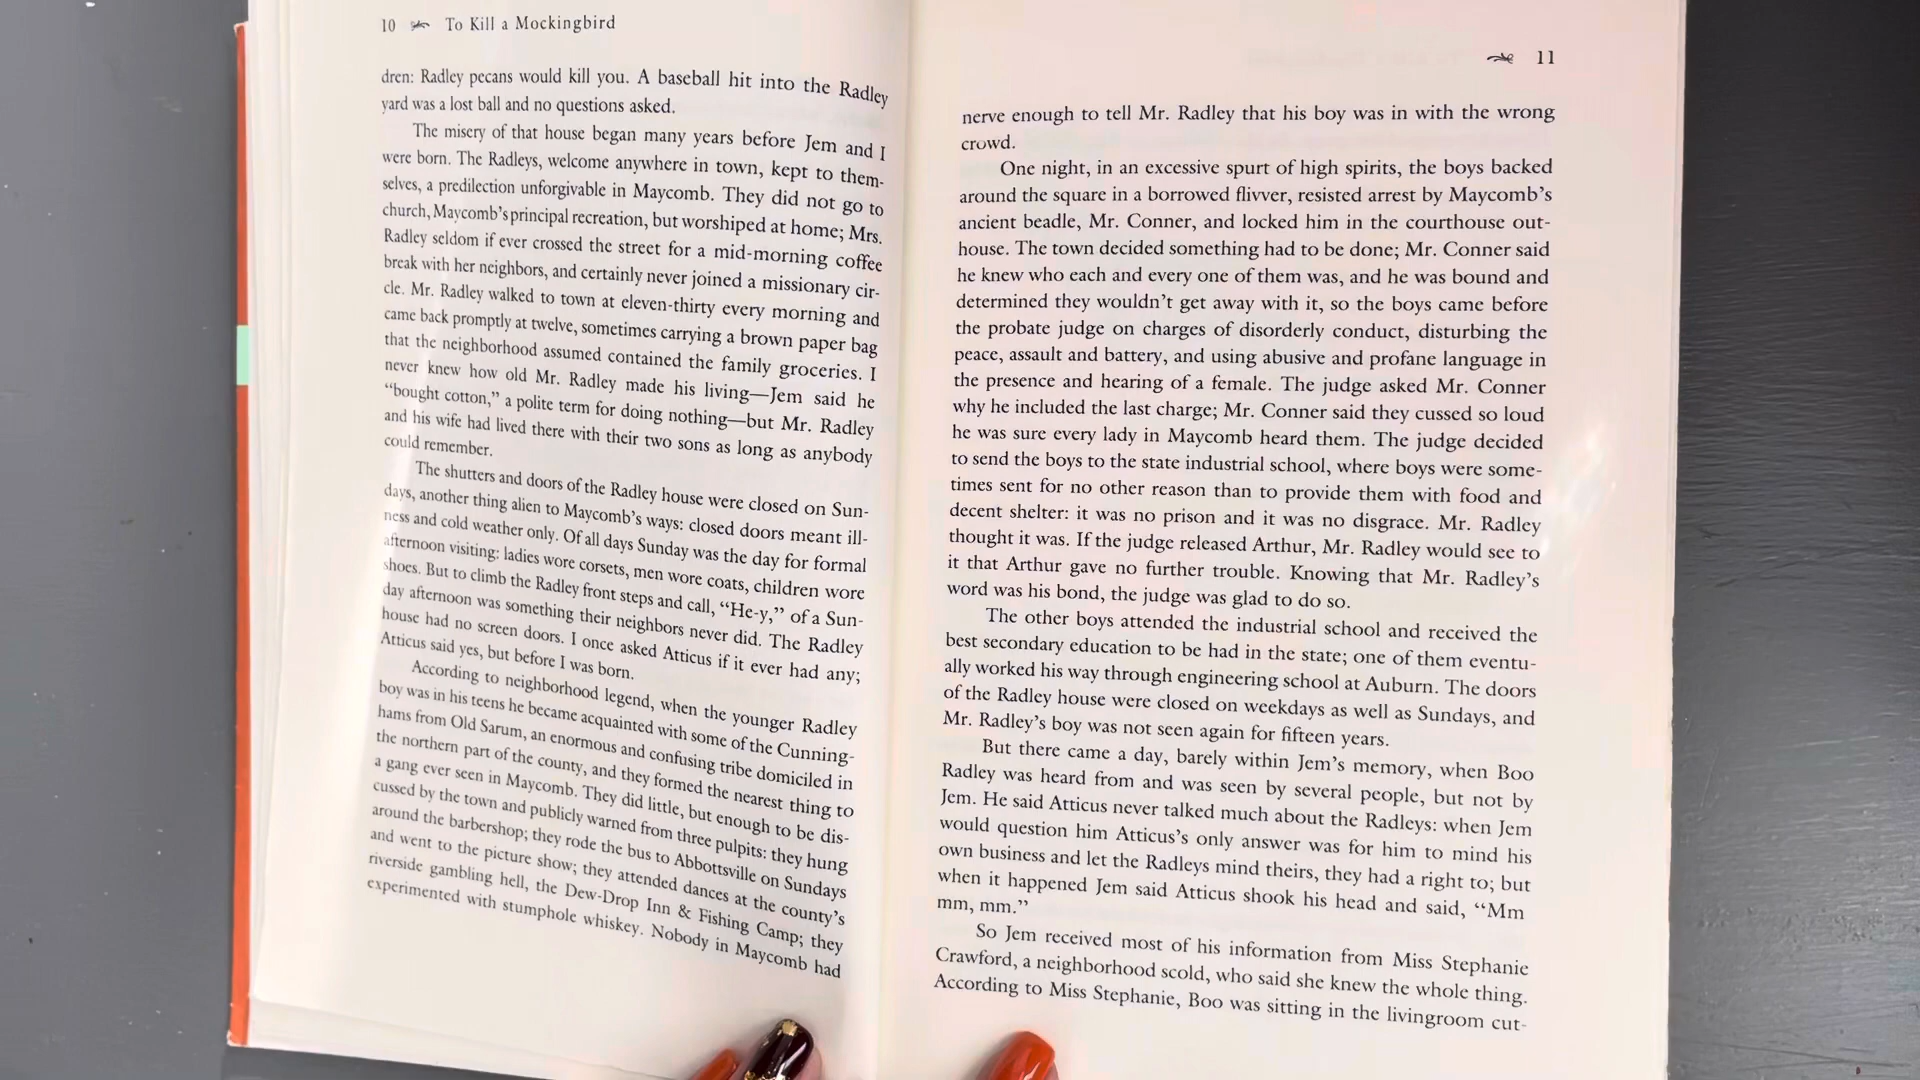 10 To Kill a Mockingbird
dren: Radley pecans would kill you. A baseball hit into the Radley
yard was a lost ball and no questions asked.
The misery of that house began many years before Jem and I
were born. The Radleys, welcome anywhere in town, kept to them-
selves, a predilection unforgivable in Maycomb. They did not go to
church, Maycomb's principal recreation, but worshiped at home; Mrs.
Radley seldom if ever crossed the street for a mid-morning coffee
break with her neighbors, and certainly never joined a missionary cir-
cle. Mr. Radley walked to town at eleven-thirty every morning and
came back promptly at twelve, sometimes carrying a brown paper bag
that the neighborhood assumed contained the family groceries. I
never knew how old Mr. Radley made his living—Jem said he
“bought cotton,” a polite term for doing nothing—but Mr. Radley
and his wife had lived there with their two sons as long as anybody
could remember.
The shutters and doors of the Radley house were closed on Sun-
days, another thing alien to Maycomb's ways: closed doors meant ill-
ness and cold weather only. Of all days Sunday was the day for formal
afternoon visiting: ladies wore corsets, men wore coats, children wore
shoes. But to climb the Radley front steps and call, “He-y,” of a Sun-
day afternoon was something their neighbors never did. The Radley
house had no screen doors. I once asked Atticus if it ever had any;
Atticus said yes, but before I was born.
According to neighborhood legend, when the younger Radley
boy was in his teens he became acquainted with some of the Cunning-
hams from Old Sarum, an enormous and confusing tribe domiciled in
the northern part of the county, and they formed the nearest thing to
a gang ever seen in Maycomb. They did little, but enough to be dis-
cussed by the town and publicly warned from three pulpits: they hung
around the barbershop; they rode the bus to Abbottsville on Sundays
and went to the picture show; they attended dances at the county's
riverside gambling hell, the Dew-Drop Inn & Fishing Camp; they
experimented with stumphole whiskey. Nobody in Maycomb had
11
nerve enough to tell Mr. Radley that his boy was in with the wrong
crowd.
One night, in an excessive spurt of high spirits, the boys backed
around the square in a borrowed flivver, resisted arrest by Maycomb's
ancient beadle, Mr. Conner, and locked him in the courthouse out-
house. The town decided something had to be done; Mr. Conner said
he knew who each and every one of them was, and he was bound and
determined they wouldn't get away with it, so the boys came before
the probate judge on charges of disorderly conduct, disturbing the
peace, assault and battery, and using abusive and profane language in
the presence and hearing of a female. The judge asked Mr. Conner
why he included the last charge; Mr. Conner said they cussed so loud
he was sure every lady in Maycomb heard them. The judge decided
to send the boys to the state industrial school, where boys were some-
times sent for no other reason than to provide them with food and
decent shelter: it was no prison and it was no disgrace. Mr. Radley
thought it was. If the judge released Arthur, Mr. Radley would see to
it that Arthur gave no further trouble. Knowing that Mr. Radley's
word was his bond, the judge was glad to do so.
The other boys attended the industrial school and received the
best secondary education to be had in the state; one of them eventu-
ally worked his way through engineering school at Auburn. The doors
of the Radley house were closed on weekdays as well as Sundays, and
Mr. Radley's boy was not seen again for fifteen years.
But there came a day, barely within Jem's memory, when Boo
Radley was heard from and was seen by several people, but not by
Jem. He said Atticus never talked much about the Radleys: when Jem
would question him Atticus's only answer was for him to mind his
own business and let the Radleys mind theirs, they had a right to; but
when it happened Jem said Atticus shook his head and said, “Mm
mm, mm.”
So Jem received most of his information from Miss Stephanie
Crawford, a neighborhood scold, who said she knew the whole thing.
According to Miss Stephanie, Boo was sitting in the livingroom cut-